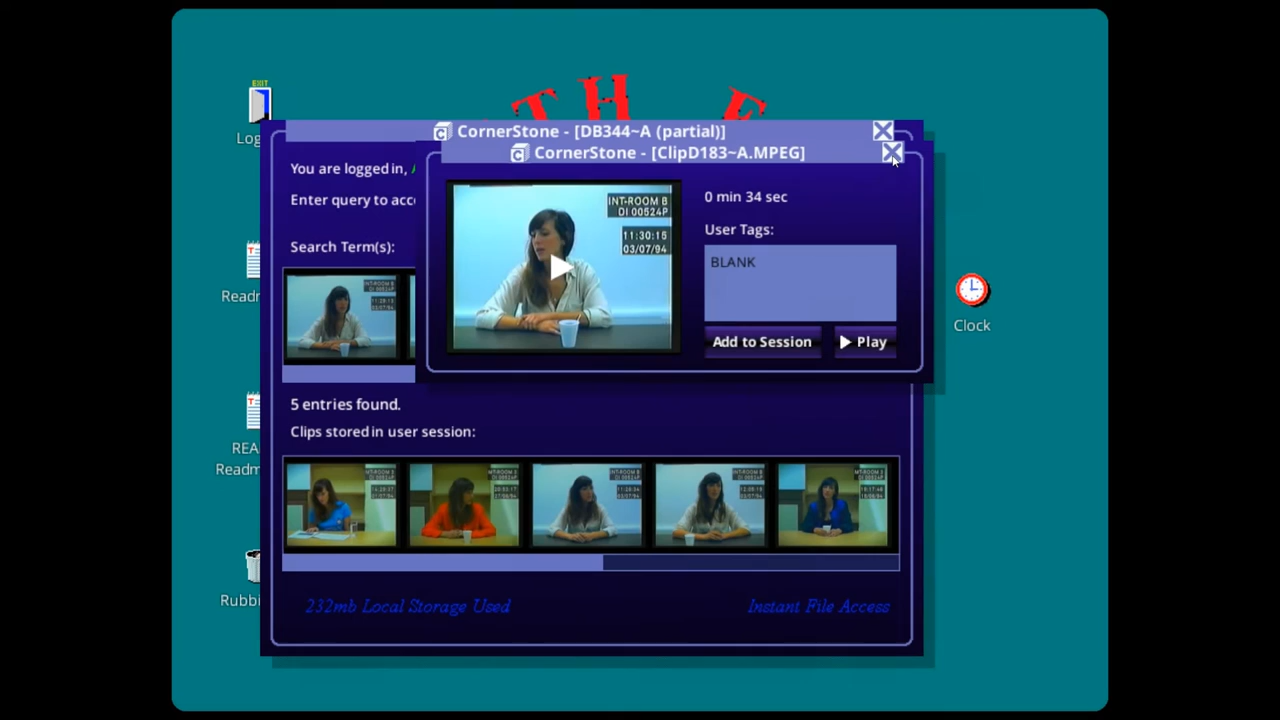 EXIT
T H E
Log
CornerStone - [DB344~A (partial)]
CornerStone - [ClipD183~A.MPEG]
You are logged in,
Enter query to acc
Search Term(s):
INT-ROOM B
DI 00524P
11:30:15
03/07/94
0 min 34 sec
User Tags:
BLANK
Add to Session
Play
Readm
Clock
5 entries found.
Clips stored in user session:
REA
Readm
Rubbi
232mb Local Storage Used
Instant File Access